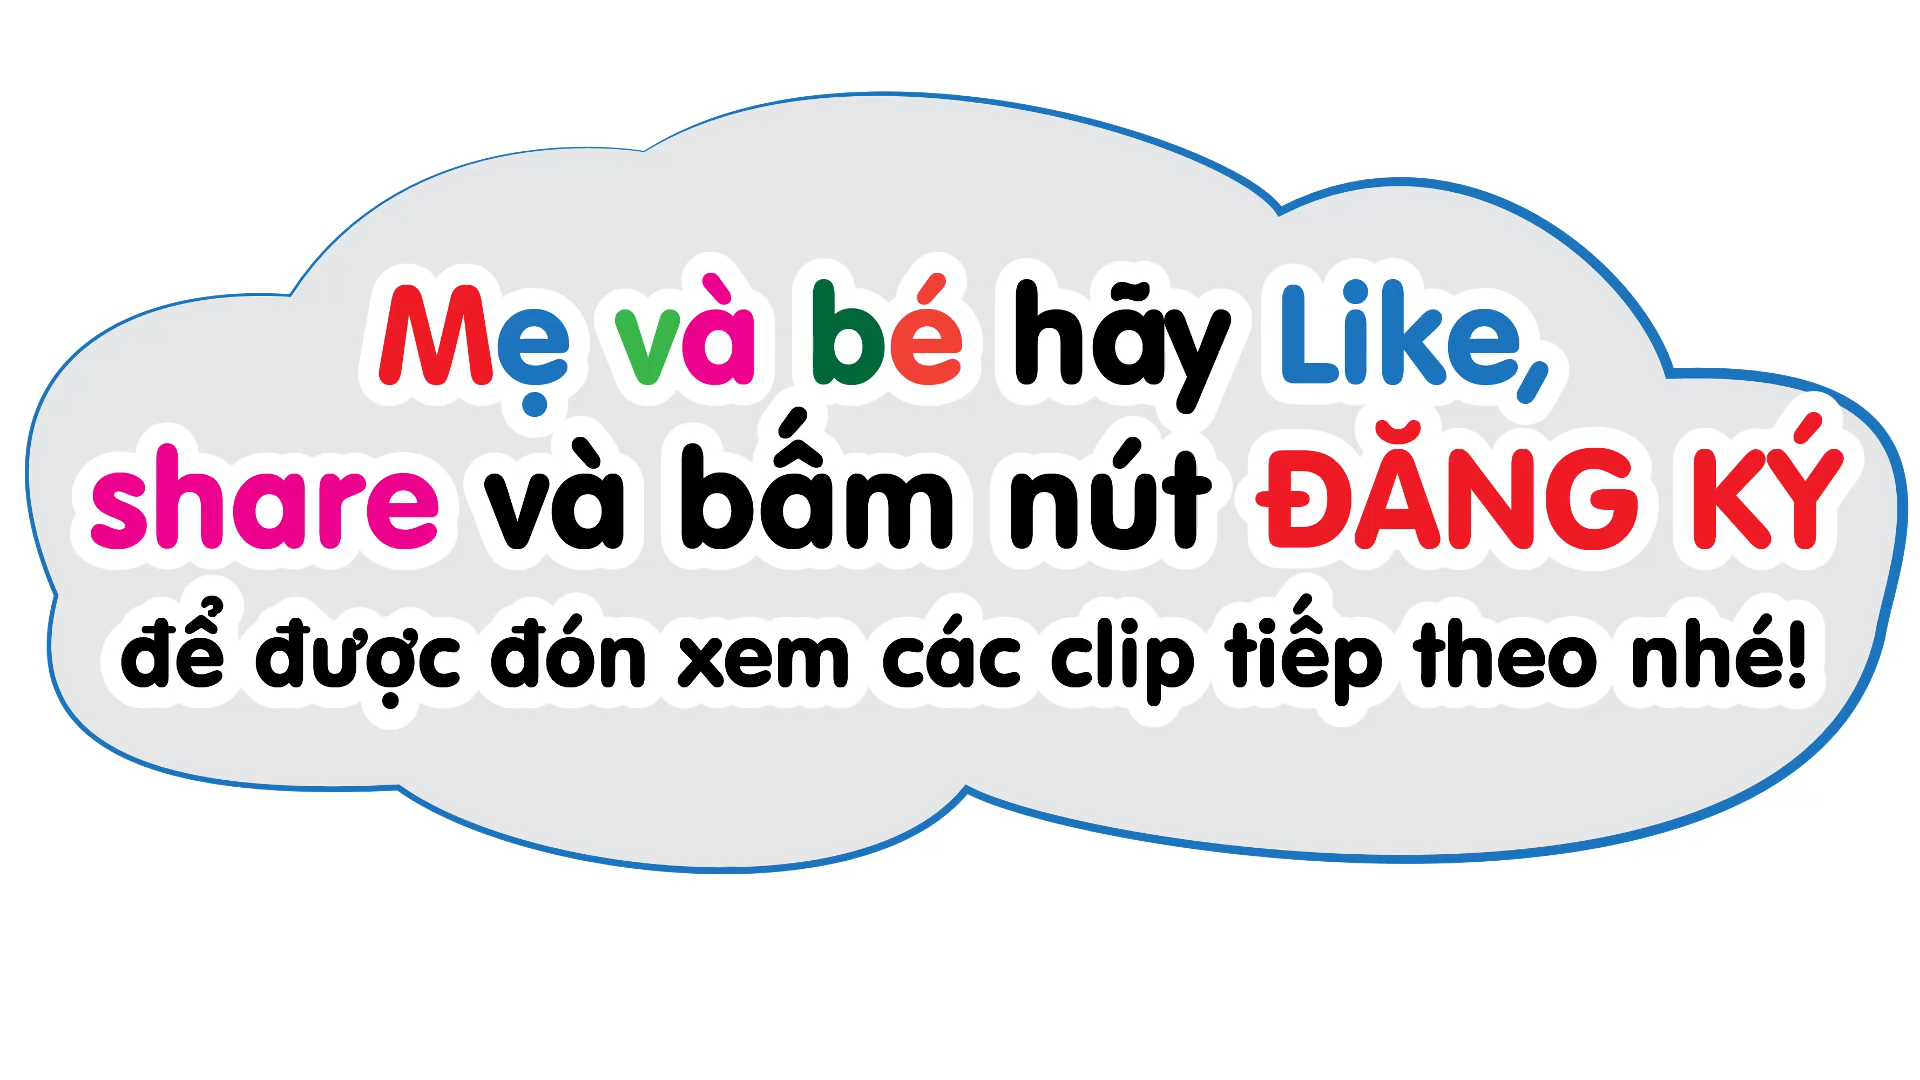 Mẹ và bé hãy Like,
share và bấm nút ĐĂNG KÝ
để được đón xem các clip tiếp theo nhé!